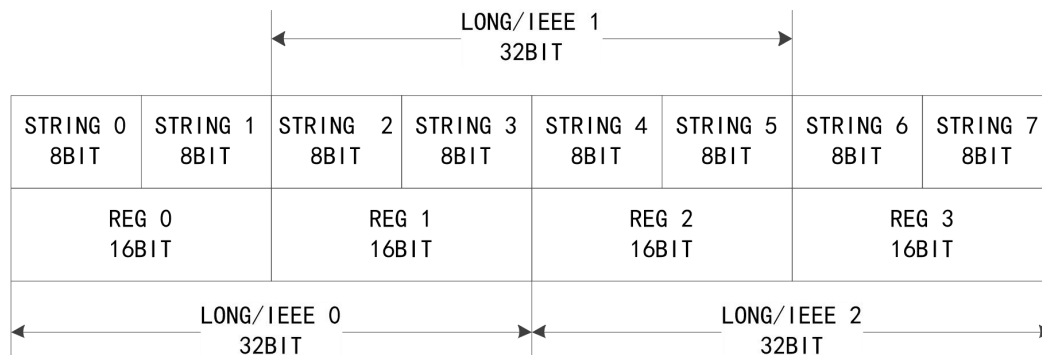 LONG/IEEE 1
32BIT
STRING 0 STRING 1 STRING 2 STRING 3 STRING 4 STRING 5 STRING 6 STRING 7
8BIT 8BIT 8BIT 8BIT 8BIT 8BIT 8BIT 8BIT
REG 0 REG 1 REG 2 REG 3
16BIT 16BIT 16BIT 16BIT
LONG/IEEE 0 LONG/IEEE 2
32BIT 32BIT